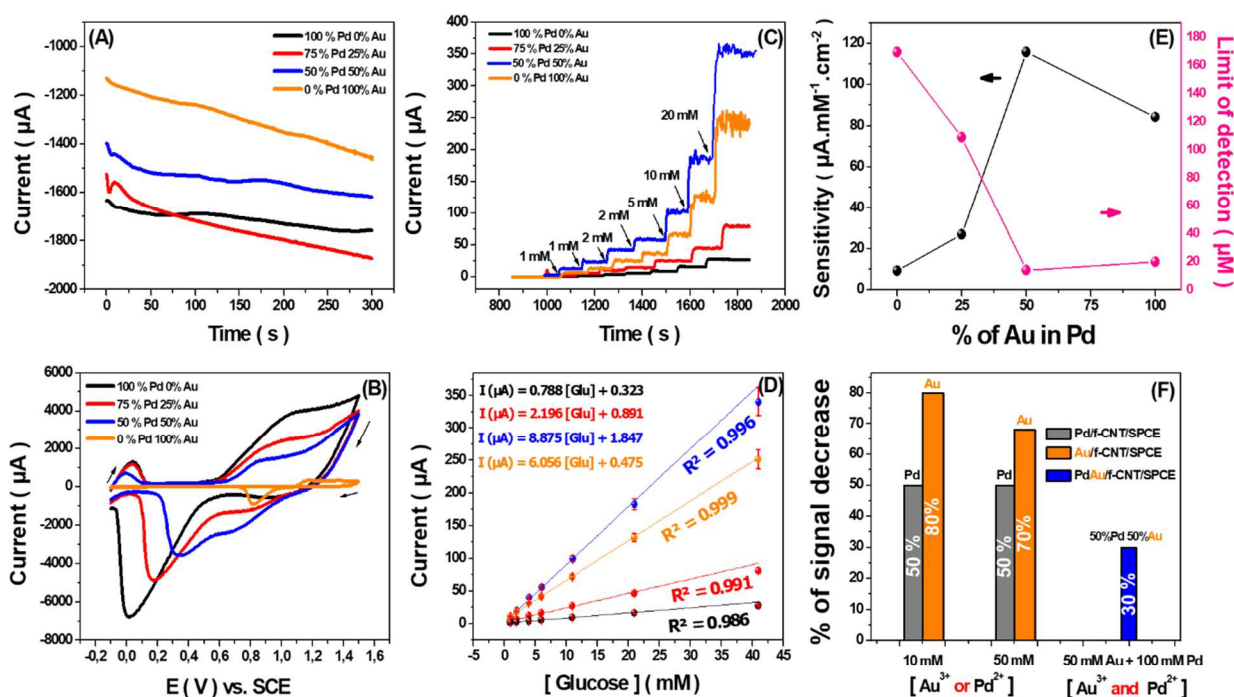 (A)
100 % Pd 0% Au
75 % Pd 25% Au
50 % Pd 50% Au
0 % Pd 100% Au
Current ( µA )
-1000
-1200
-1400
-1600
-1800
-2000
0 50 100 150 200 250 300
Time ( s )
(C)
100 % Pd 0% Au
75 % Pd 25% Au
50 % Pd 50% Au
0 % Pd 100% Au
Current ( µA )
400
350
300
250
200
150
100
50
0
1 mM
1 mM
2 mM
2 mM
5 mM
10 mM
20 mM
800 1000 1200 1400 1600 1800 2000
Time ( s )
(E)
Sensitivity ( µA.mM⁻¹.cm⁻²)
120
100
80
60
40
20
0
Limit of detection ( µM)
180
160
140
120
100
80
60
40
20
0
0 25 50 75 100
% of Au in Pd
(B)
100 % Pd 0% Au
75 % Pd 25% Au
50 % Pd 50% Au
0 % Pd 100% Au
Current ( µA )
6000
4000
2000
0
-2000
-4000
-6000
-8000
-0,2 0,0 0,2 0,4 0,6 0,8 1,0 1,2 1,4 1,6
E ( V ) vs. SCE
(D)
I (µA) = 0.788 [Glu] + 0.323
I (µA) = 2.196 [Glu] + 0.891
I (µA) = 8.875 [Glu] + 1.847
I (µA) = 6.056 [Glu] + 0.475
R² = 0.996
R² = 0.999
R² = 0.991
R² = 0.986
Current ( µA )
350
300
250
200
150
100
50
0
0 5 10 15 20 25 30 35 40 45
[ Glucose ] ( mM )
(F)
% of signal decrease
80
70
60
50
40
30
20
10
0
Pd
50 %
Au
80%
Pd
50 %
Au
70%
Pd/f-CNT/SPCE
Au/f-CNT/SPCE
PdAu/f-CNT/SPCE
50%Pd 50%Au
30 %
10 mM 50 mM 50 mM Au + 100 mM Pd
[ Au³⁺ or Pd²⁺ ] [ Au³⁺ and Pd²⁺ ]